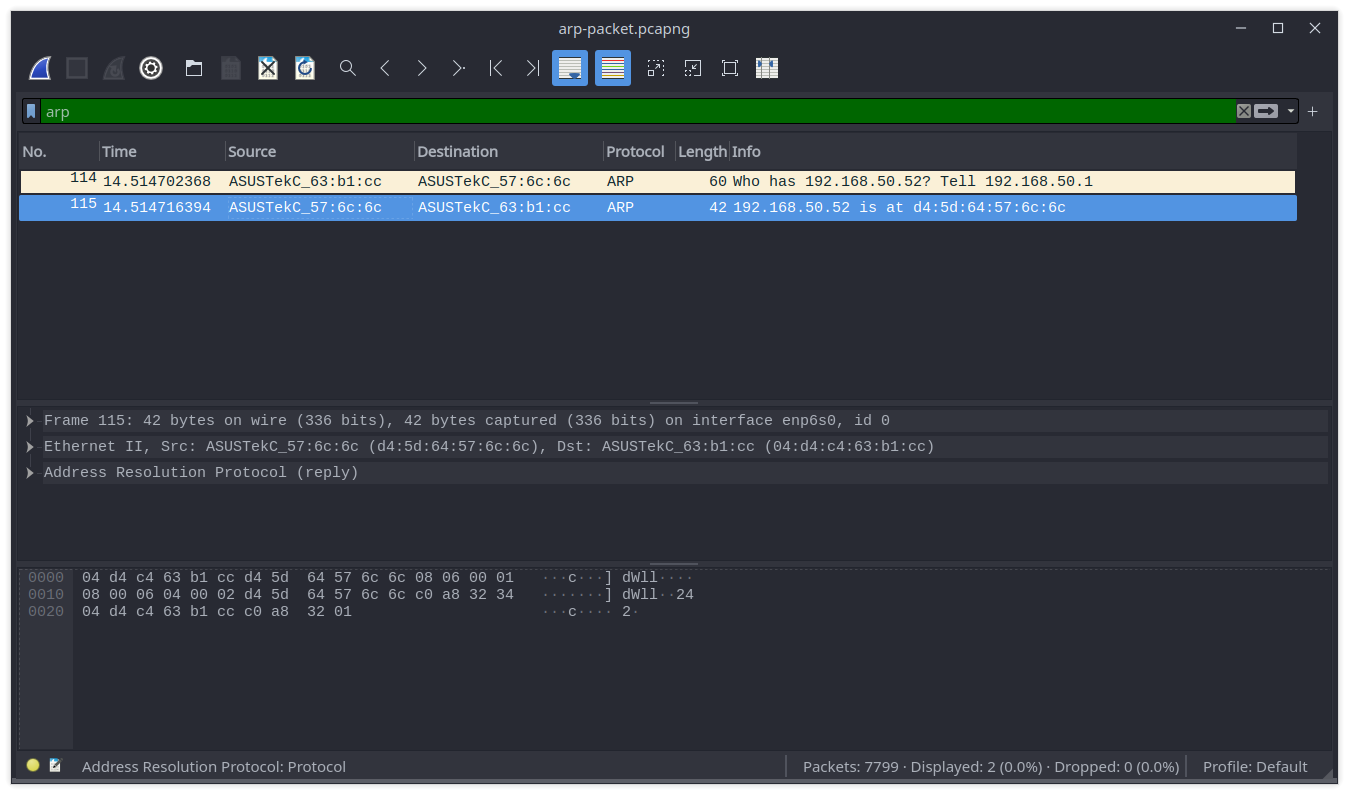 arp-packet.pcapng
arp
No. Time Source Destination Protocol Length Info
114 14.514702368 ASUSTekC_63:b1:cc ASUSTekC_57:6c:6c ARP 60 Who has 192.168.50.52? Tell 192.168.50.1
115 14.514716394 ASUSTekC_57:6c:6c ASUSTekC_63:b1:cc ARP 42 192.168.50.52 is at d4:5d:64:57:6c:6c
Frame 115: 42 bytes on wire (336 bits), 42 bytes captured (336 bits) on interface enp6s0, id 0
Ethernet II, Src: ASUSTekC_57:6c:6c (d4:5d:64:57:6c:6c), Dst: ASUSTekC_63:b1:cc (04:d4:c4:63:b1:cc)
Address Resolution Protocol (reply)
0000 04 d4 c4 63 b1 cc d4 5d 64 57 6c 6c 08 06 00 01 ···c···] dWll····
0010 08 00 06 04 00 02 d4 5d 64 57 6c 6c c0 a8 32 34 ·······] dWll··24
0020 04 d4 c4 63 b1 cc c0 a8 32 01 ···c···· 2·
Address Resolution Protocol: Protocol Packets: 7799 · Displayed: 2 (0.0%) · Dropped: 0 (0.0%) Profile: Default